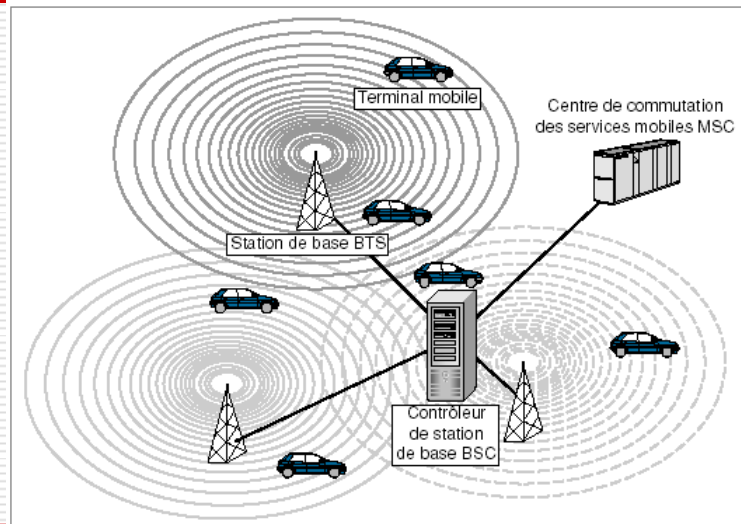 Terminal mobile
Centre de commutation
des services mobiles MSC
Station de base BTS
Contrôleur
de station
de base BSC